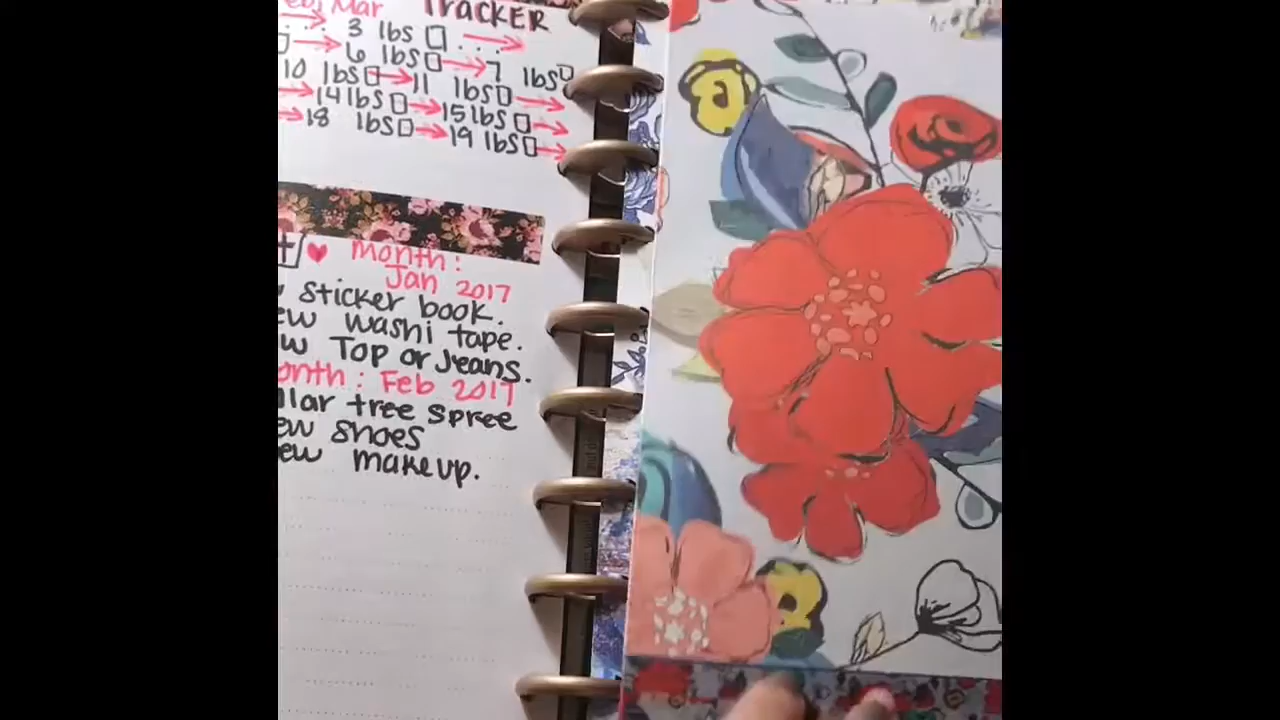 Mar TRACKER
3 lbs
6 lbs 7 lbs
10 lbs 11 lbs
14 lbs 15 lbs
18 lbs 19 lbs
month:
Jan 2017
sticker book.
washi tape.
Top or Jeans.
: Feb 2017
tree spree
shoes
makeup.